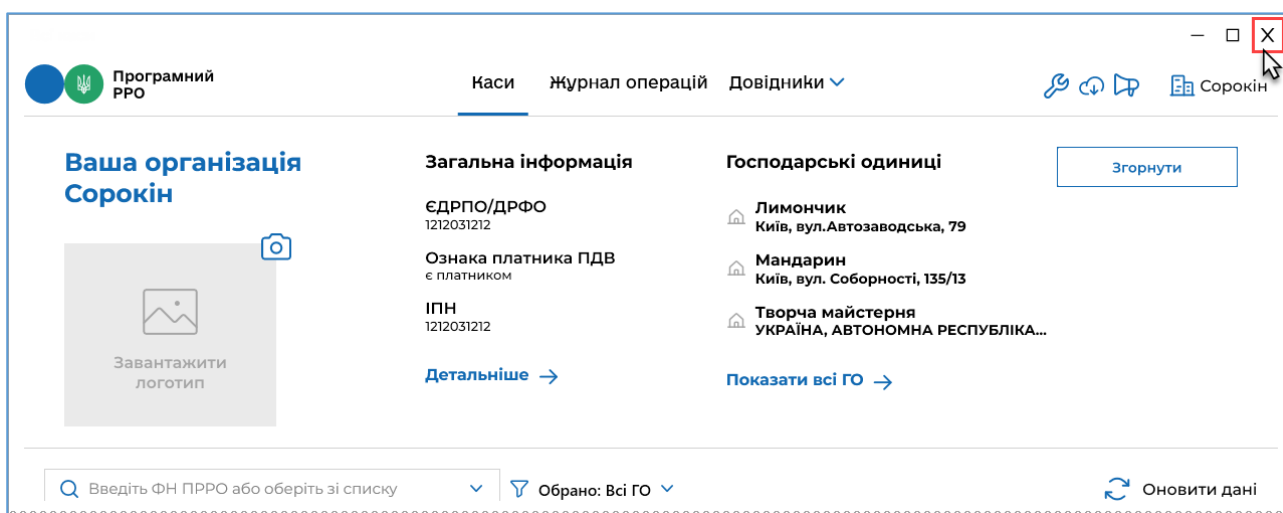 Програмний
РРО
Каси
Журнал операцій
Довідники
Сорокін
Ваша організація
Сорокін
Завантажити
логотип
Загальна інформація
ЄДРПО/ДРФО
1212031212
Ознака платника ПДВ
є платником
ІПН
1212031212
Детальніше
Господарські одиниці
Лимончик
Київ, вул.Автозаводська, 79
Мандарин
Київ, вул. Соборності, 135/13
Творча майстерня
УКРАЇНА, АВТОНОМНА РЕСПУБЛІКА...
Показати всі ГО
Згорнути
Введіть ФН ПРРО або оберіть зі списку
Обрано: Всі ГО
Оновити дані